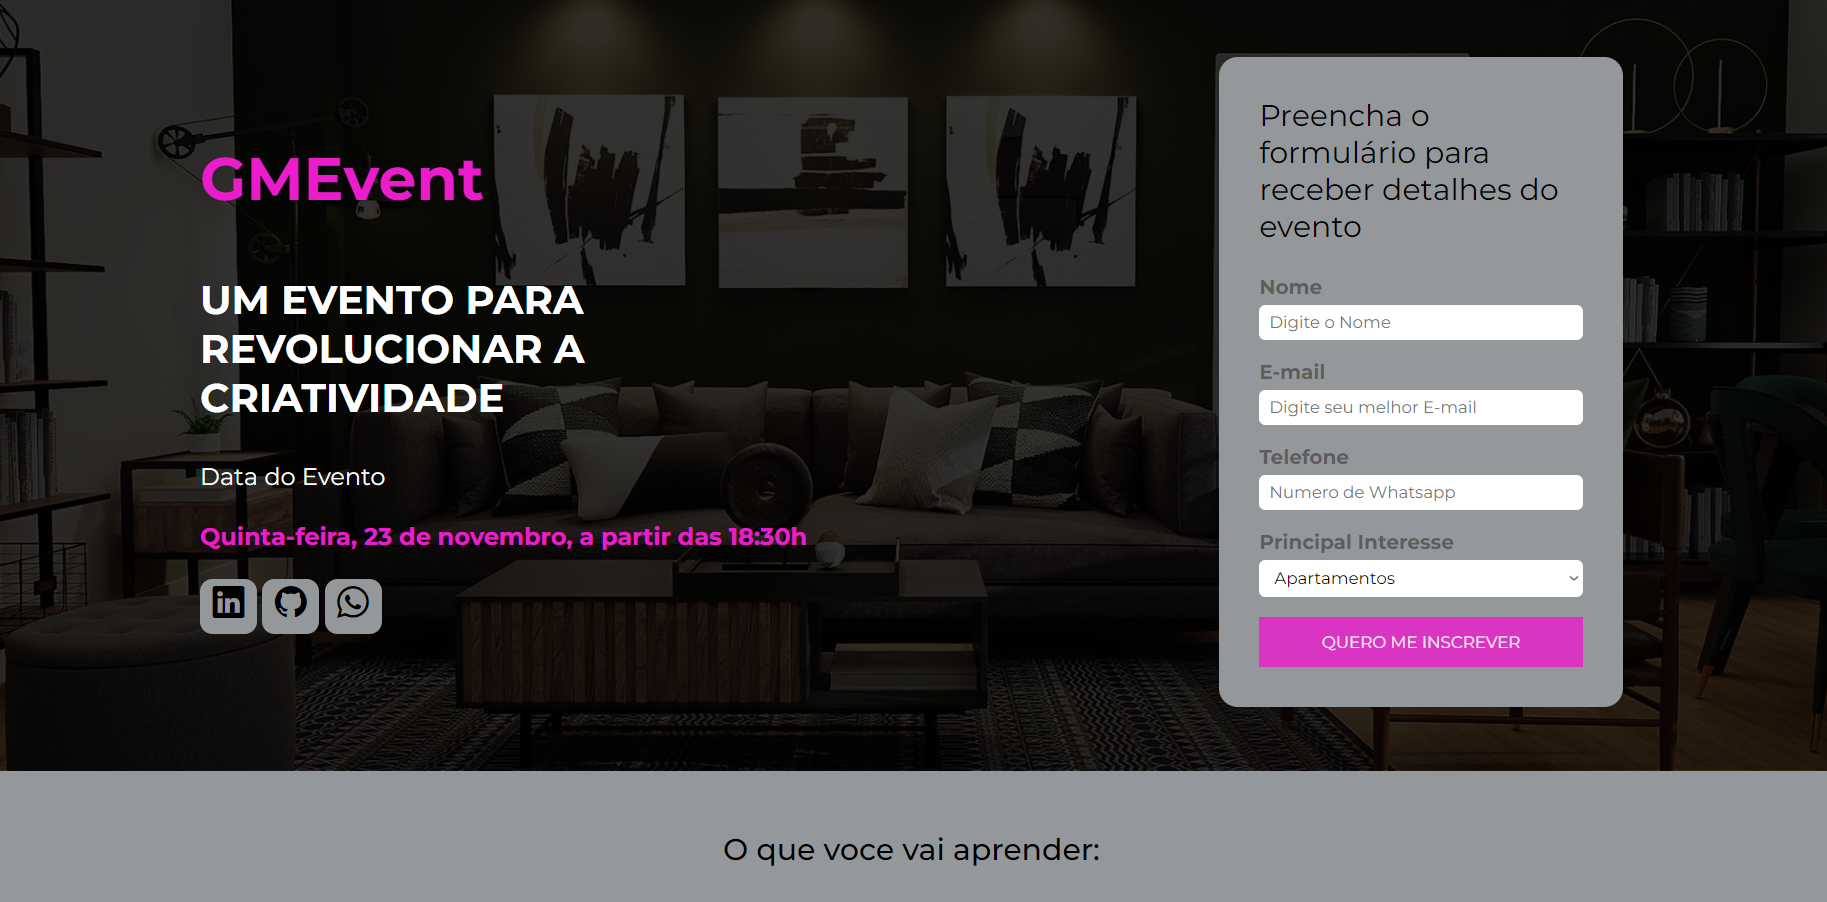 GMEvent
UM EVENTO PARA
REVOLUCIONAR A
CRIATIVIDADE
Data do Evento
Quinta-feira, 23 de novembro, a partir das 18:30h
Preencha o
formulário para
receber detalhes do
evento
Nome
Digite o Nome
E-mail
Digite seu melhor E-mail
Telefone
Numero de Whatsapp
Principal Interesse
Apartamentos
QUERO ME INSCREVER
O que voce vai aprender: